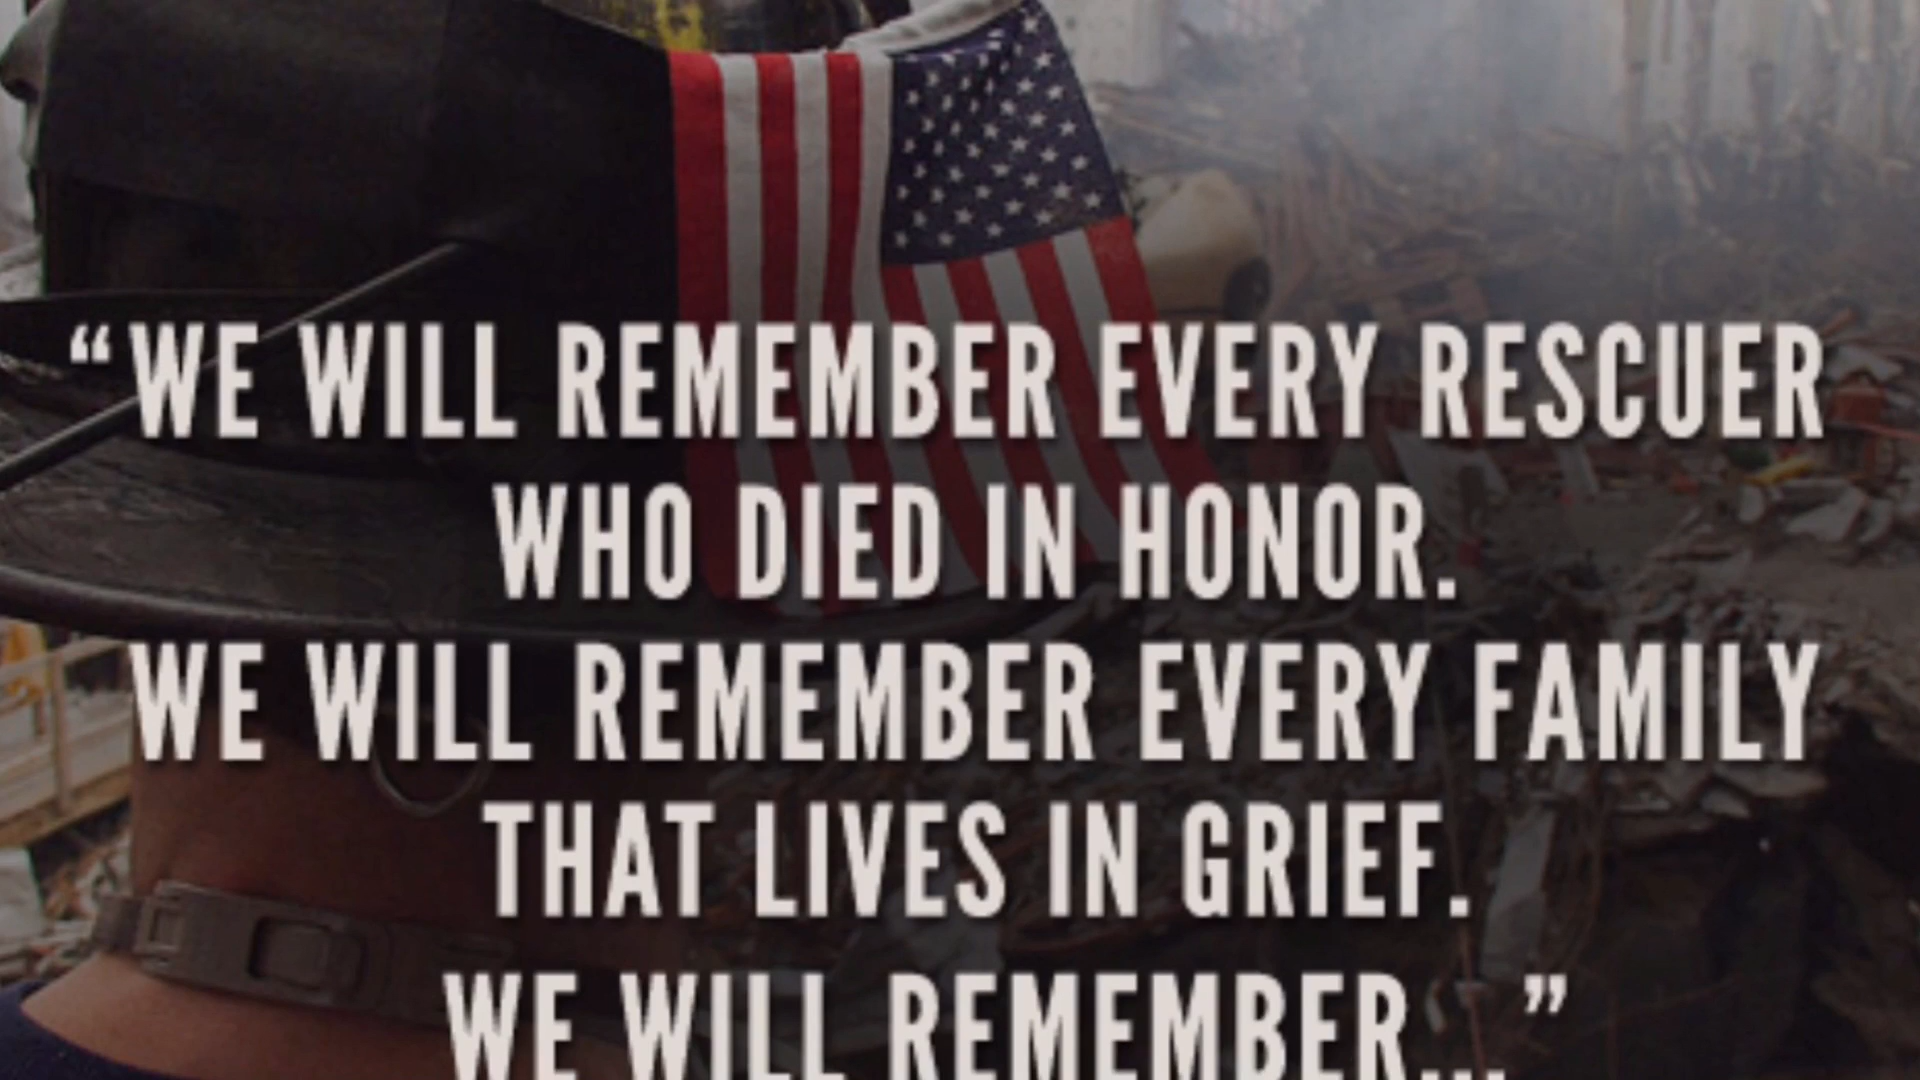 “WE WILL REMEMBER EVERY RESCUER
WHO DIED IN HONOR.
WE WILL REMEMBER EVERY FAMILY
THAT LIVES IN GRIEF.
WE WILL REMEMBER...”